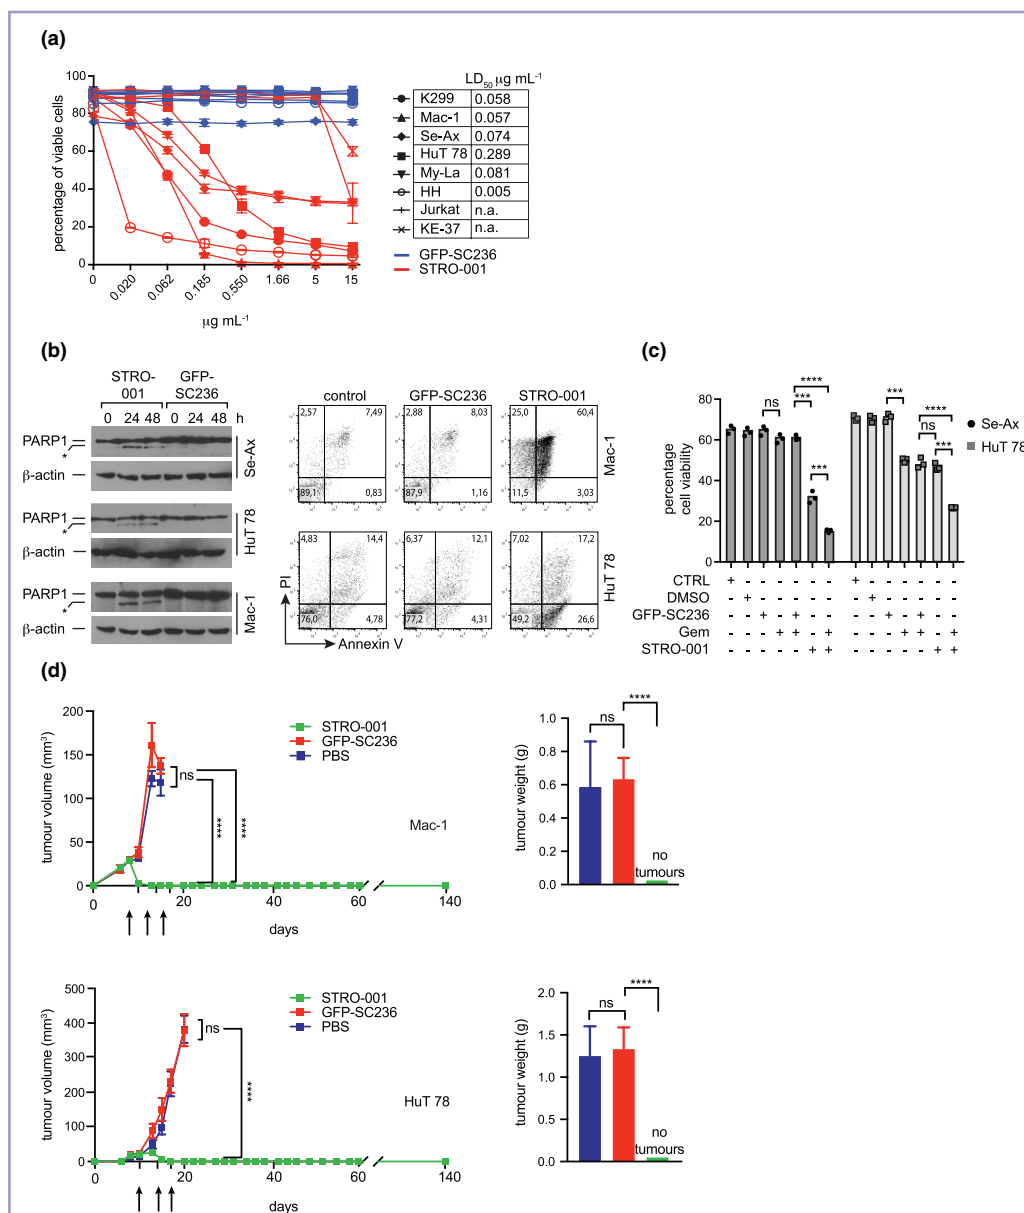 (a)
LD50 µg mL-1
K299 0.058
Mac-1 0.057
Se-Ax 0.074
HuT 78 0.289
My-La 0.081
HH 0.005
Jurkat n.a.
KE-37 n.a.
GFP-SC236
STRO-001
percentage of viable cells
100
80
60
40
20
0
0 0.020 0.062 0.185 0.550 1.66 5 15
µg mL-1
(b)
STRO-001 GFP-SC236
0 24 48 0 24 48 h
PARP1
*
β-actin
Se-Ax
PARP1
*
β-actin
HuT 78
PARP1
*
β-actin
Mac-1
control GFP-SC236 STRO-001
2,57 7,49 2,88 8,03 25,0 60,4
89,1 0,83 87,9 1,16 11,5 3,03
Mac-1
4,83 14,4 6,37 12,1 7,02 17,2
76,0 4,78 77,2 4,31 49,2 26,6
HuT 78
PI
Annexin V
(c)
percentage
cell viability
80
60
40
20
0
ns *** **** *** *** ns **** ***
Se-Ax
HuT 78
CTRL + - - - - - - + - - - - - -
DMSO - + - - - - - - + - - - - -
GFP-SC236 - - + - + - - - - + - + - -
Gem - - - + + - + - - - + + - +
STRO-001 - - - - - + + - - - - - + +
(d)
tumour volume (mm3)
200
150
100
50
0
STRO-001
GFP-SC236
PBS
ns
**** ****
Mac-1
0 20 40 60 140
days
tumour weight (g)
1.0
0.8
0.6
0.4
0.2
0.0
ns ****
no
tumours
tumour volume (mm3)
500
400
300
200
100
0
STRO-001
GFP-SC236
PBS
ns
****
HuT 78
0 20 40 60 140
days
tumour weight (g)
2.0
1.5
1.0
0.5
0.0
ns ****
no
tumours